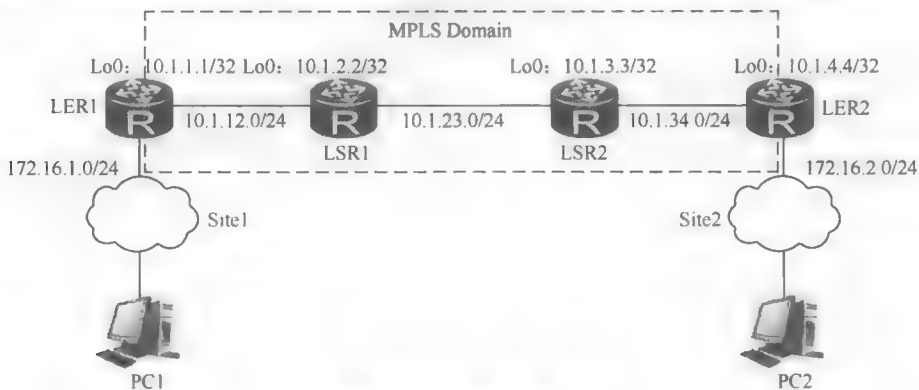 MPLS Domain
Lo0: 10.1.1.1/32 Lo0: 10.1.2.2/32 Lo0: 10.1.3.3/32 Lo0: 10.1.4.4/32
LER1 R 10.1.12.0/24 R 10.1.23.0/24 R 10.1.34 0/24 R LER2
LSR1 LSR2
172.16.1.0/24 172.16.2 0/24
Site1 Site2
PC1 PC2